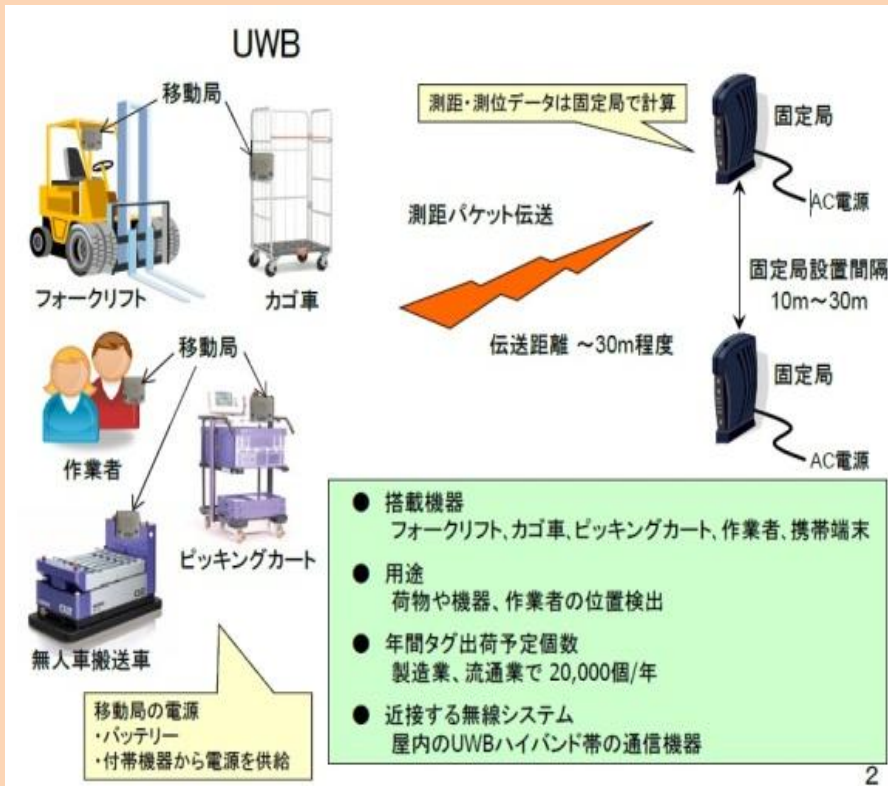 UWB
移動局
フォークリフト
カゴ車
測距・測位データは固定局で計算
固定局
AC電源
測距パケット伝送
伝送距離 ～30m程度
固定局設置間隔
10m～30m
固定局
AC電源
移動局
作業者
ピッキングカート
無人車搬送車
移動局の電源
・バッテリー
・付帯機器から電源を供給
● 搭載機器
フォークリフト、カゴ車、ピッキングカート、作業者、携帯端末
● 用途
荷物や機器、作業者の位置検出
● 年間タグ出荷予定個数
製造業、流通業で 20,000個/年
● 近接する無線システム
屋内のUWBハイバンド帯の通信機器
2